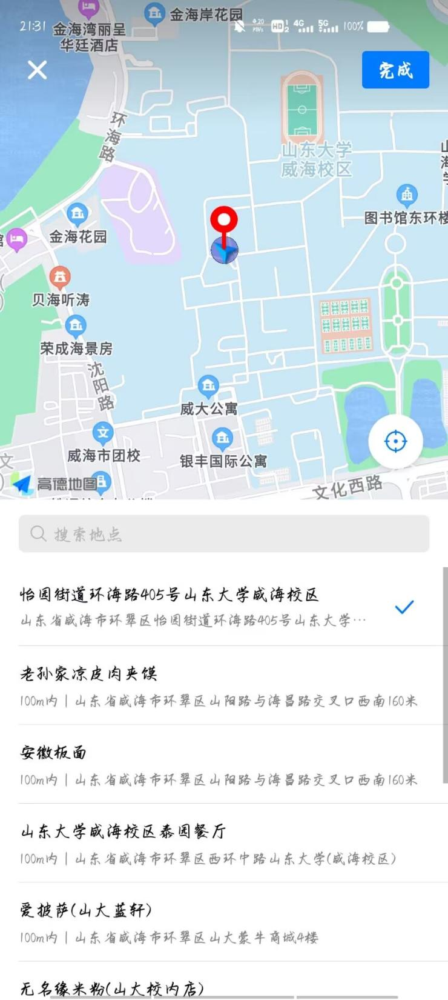 金海岸花园
21:31
4.20
KB/s
HD 1 2
4G
5G
100%
金海湾丽呈
华廷酒店
完成
环海路
山东大学
威海校区
图书馆东环楼
金海花园
贝海听涛
荣成海景房
沈阳路
威大公寓
威海市团校
银丰国际公寓
文
高德地图
文化西路
搜索地点
怡园街道环海路405号山东大学威海校区
山东省威海市环翠区怡园街道环海路405号山东大学…
老孙家凉皮肉夹馍
100m内 | 山东省威海市环翠区山阳路与海昌路交叉口西南160米
安徽板面
100m内 | 山东省威海市环翠区山阳路与海昌路交叉口西南160米
山东大学威海校区泰园餐厅
100m内 | 山东省威海市环翠区西环中路山东大学(威海校区)
爱披萨(山大蓝轩)
100m内 | 山东省威海市环翠区山大蒙牛商城4楼
无名缘米粉(山大校内店)